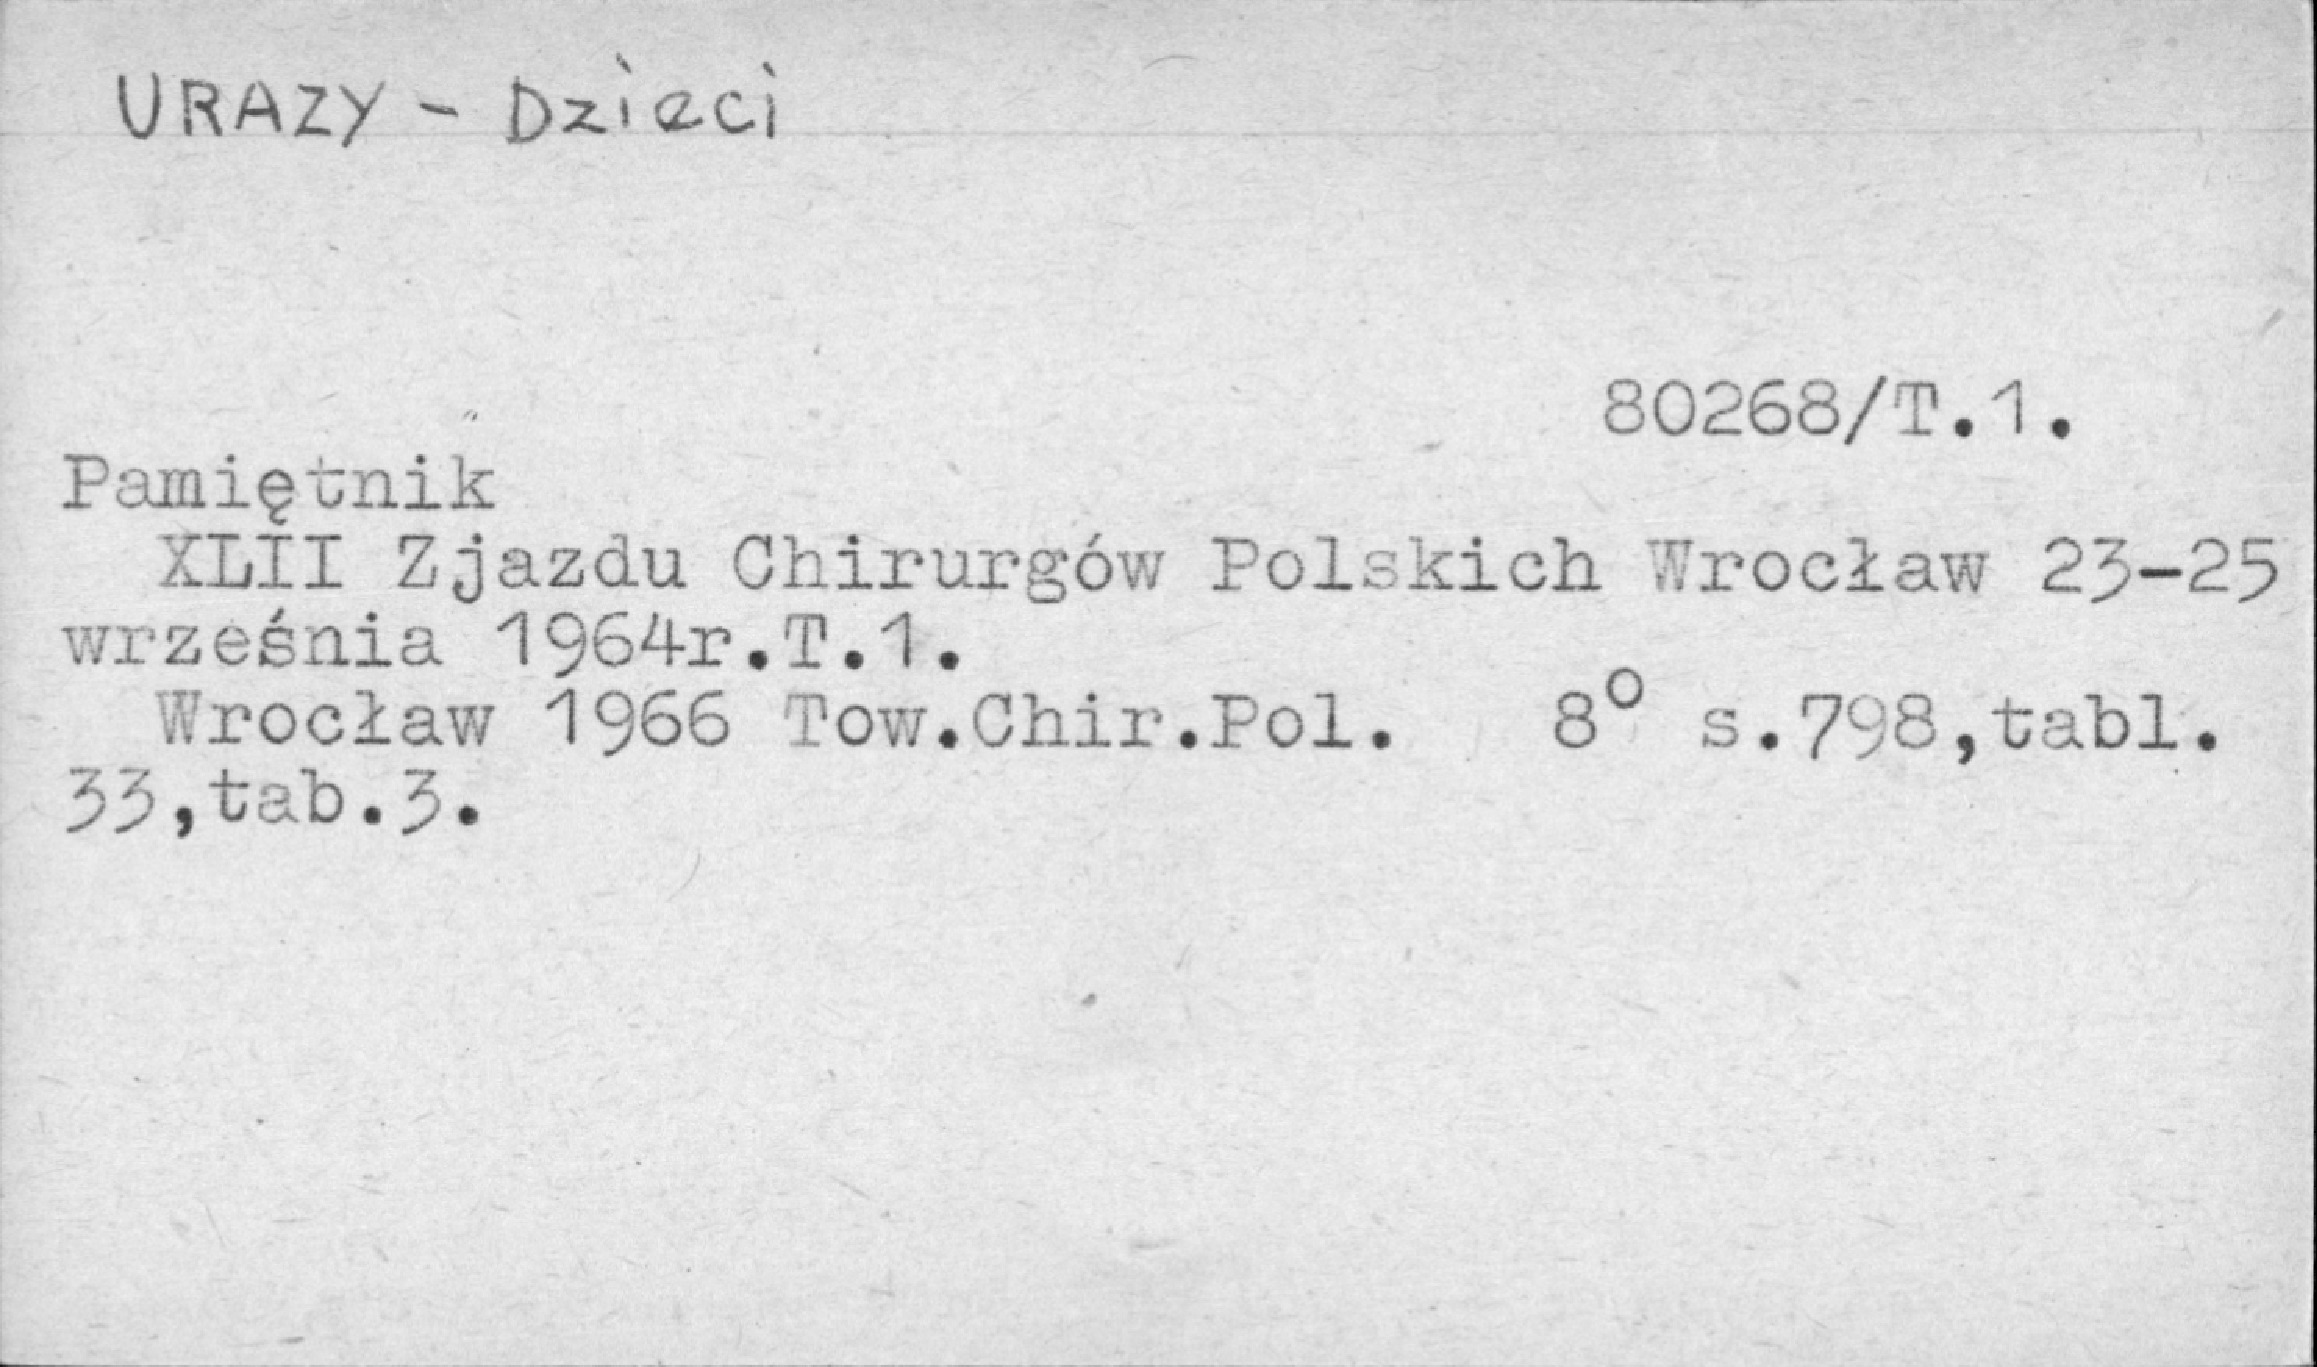 URAZY - Dzieci
80268/T.1.
Pamiętnik
XLII Zjazdu Chirurgów Polskich Wrocław 23-25
września 1964r.T.1.
Wrocław 1966 Tow.Chir.Pol. 8° s.798,tabl.
33,tab.3.